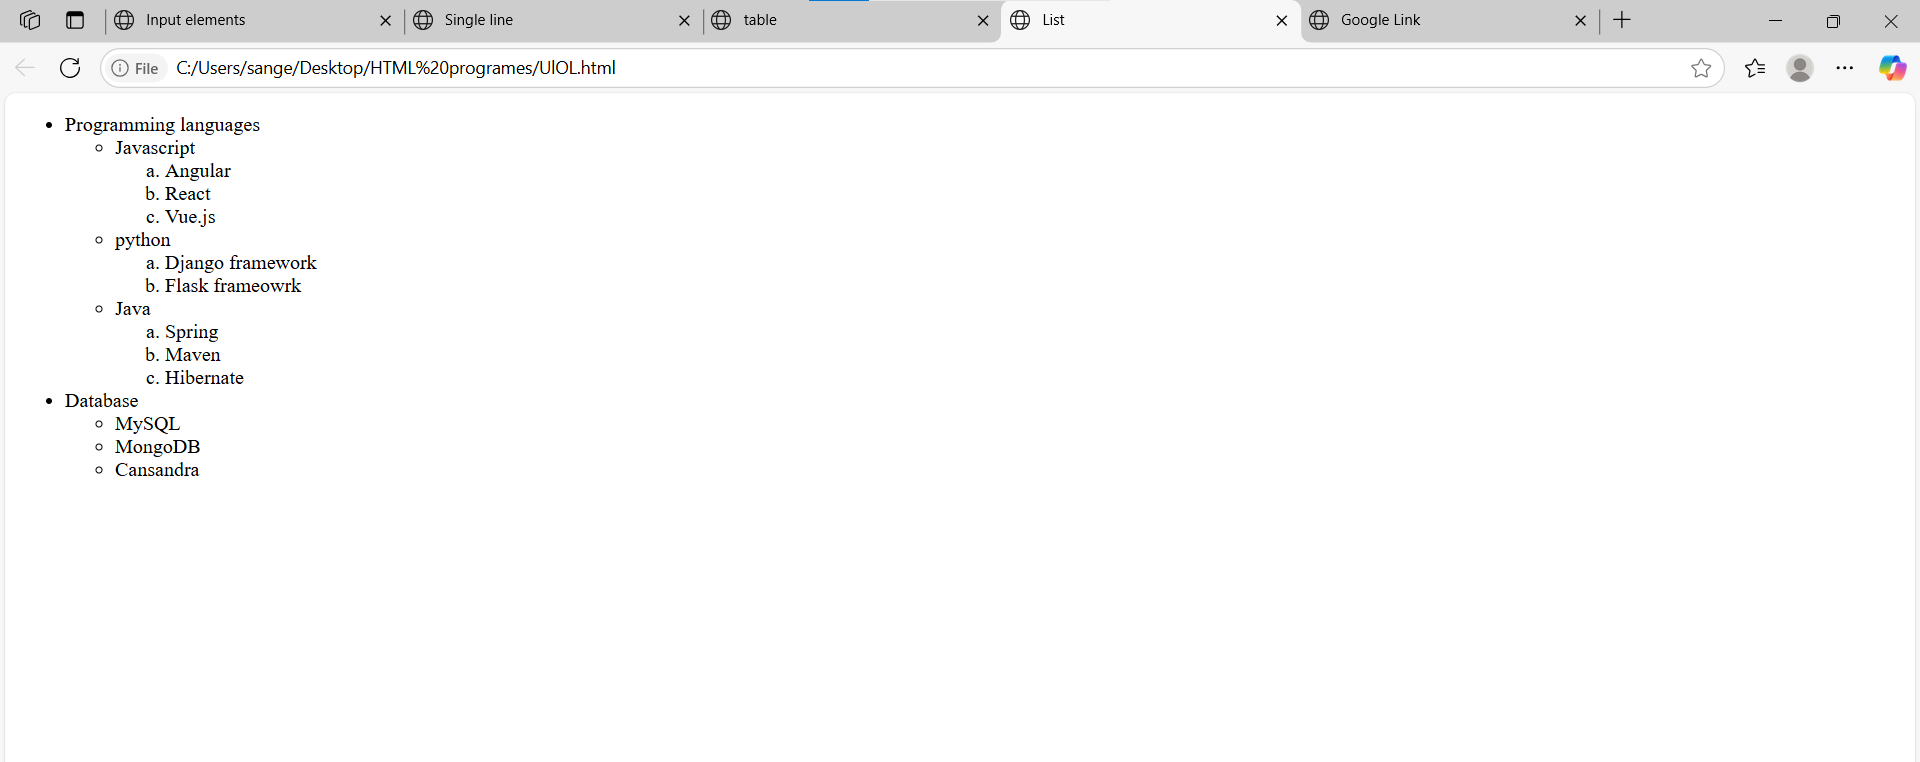 Input elements
Single line
table
List
Google Link
File C:/Users/sange/Desktop/HTML%20programes/UlOL.html
• Programming languages
◦ Javascript
a. Angular
b. React
c. Vue.js
◦ python
a. Django framework
b. Flask frameowrk
◦ Java
a. Spring
b. Maven
c. Hibernate
• Database
◦ MySQL
◦ MongoDB
◦ Cansandra